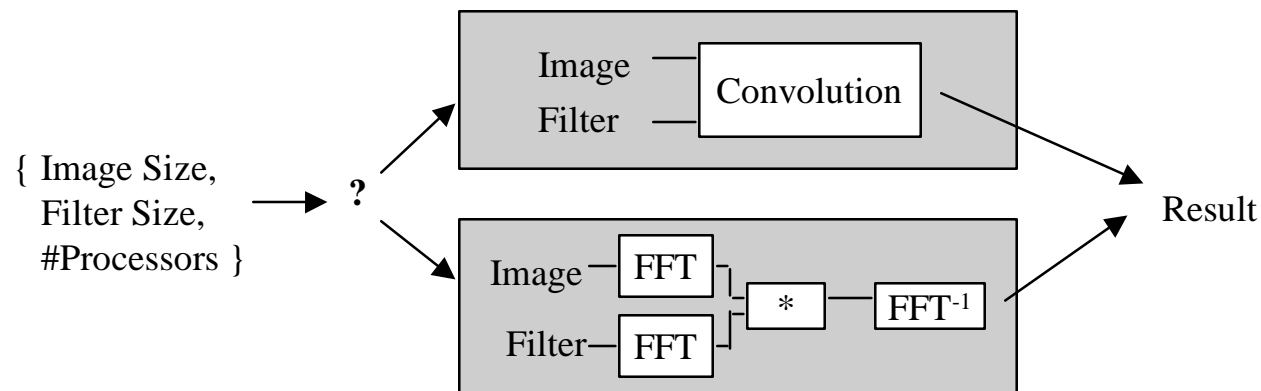 { Image Size,
Filter Size,
#Processors }
?
Image
Filter
Convolution
Image
FFT
Filter
FFT
*
FFT-1
Result